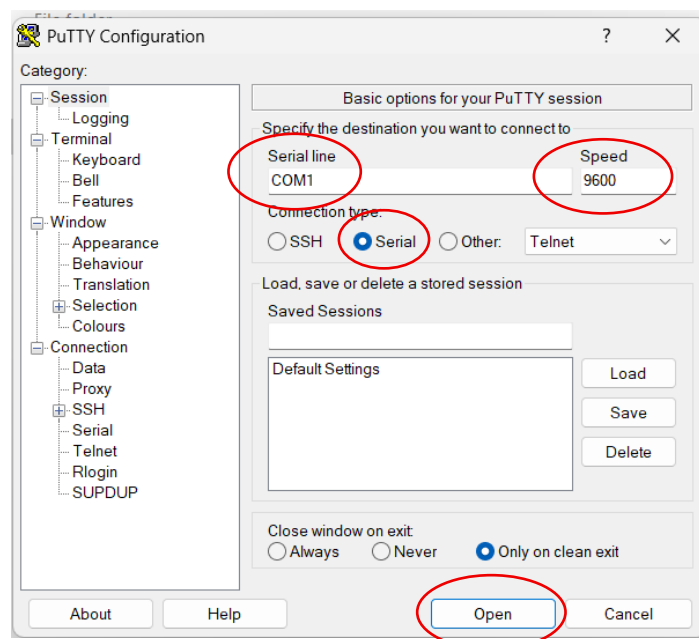 File folder
PuTTY Configuration ? X
Category:
Session
Logging
Terminal
Keyboard
Bell
Features
Window
Appearance
Behaviour
Translation
Selection
Colours
Connection
Data
Proxy
SSH
Serial
Telnet
Rlogin
SUPDUP
Basic options for your PuTTY session
Specify the destination you want to connect to
Serial line Speed
COM1 9600
Connection type:
SSH Serial Other: Telnet
Load, save or delete a stored session
Saved Sessions
Default Settings
Load
Save
Delete
Close window on exit:
Always Never Only on clean exit
About Help Open Cancel